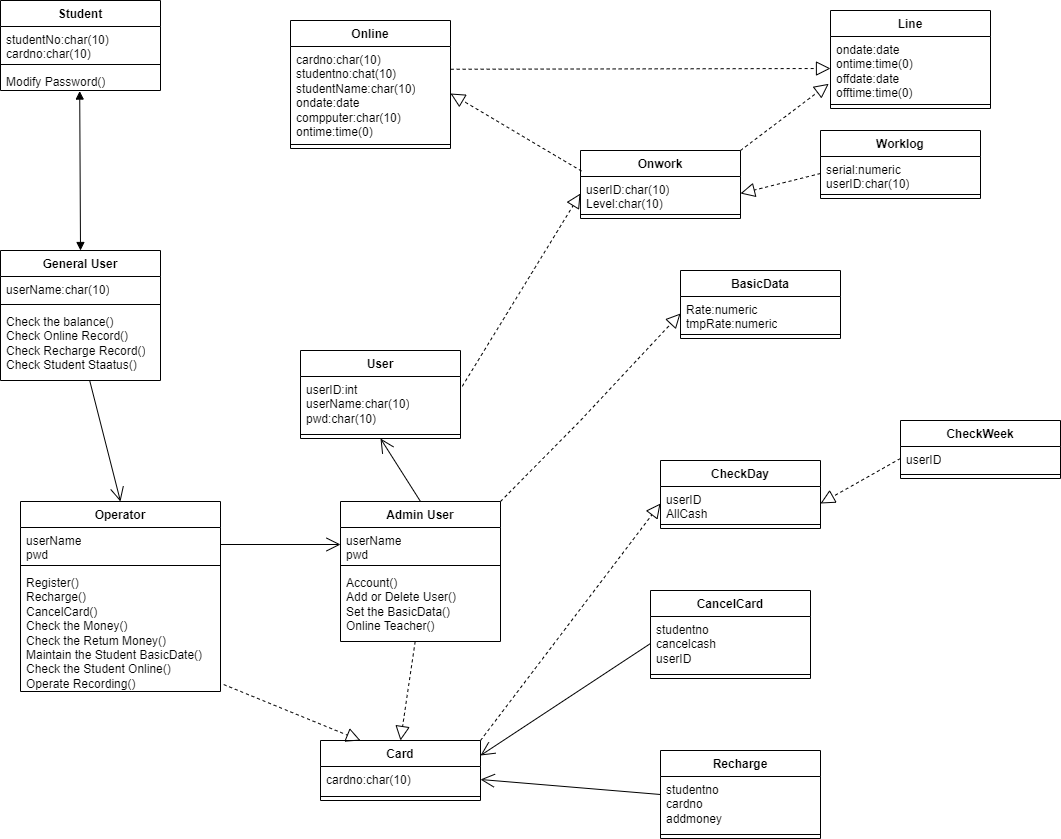 Student
studentNo:char(10)
cardno:char(10)
Modify Password()
Online
cardno:char(10)
studentno:chat(10)
studentName:char(10)
ondate:date
compputer:char(10)
ontime:time(0)
Line
ondate:date
ontime:time(0)
offdate:date
offtime:time(0)
Onwork
userID:char(10)
Level:char(10)
Worklog
serial:numeric
userID:char(10)
General User
userName:char(10)
Check the balance()
Check Online Record()
Check Recharge Record()
Check Student Staatus()
BasicData
Rate:numeric
tmpRate:numeric
User
userID:int
userName:char(10)
pwd:char(10)
CheckWeek
userID
CheckDay
userID
AllCash
Operator
userName
pwd
Register()
Recharge()
CancelCard()
Check the Money()
Check the Retum Money()
Maintain the Student BasicDate()
Check the Student Online()
Operate Recording()
Admin User
userName
pwd
Account()
Add or Delete User()
Set the BasicData()
Online Teacher()
CancelCard
studentno
cancelcash
userID
Card
cardno:char(10)
Recharge
studentno
cardno
addmoney